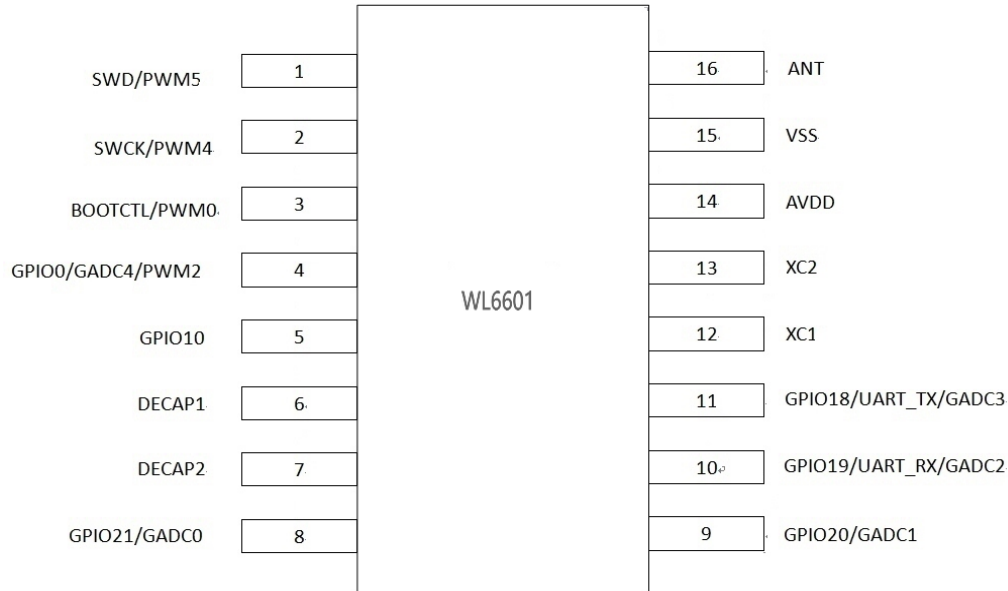 SWD/PWM5 1 16 ANT
SWCK/PWM4 2 15 VSS
BOOTCTL/PWM0 3 14 AVDD
GPIO0/GADC4/PWM2 4 13 XC2
WL6601
GPIO10 5 12 XC1
DECAP1 6 11 GPIO18/UART_TX/GADC3
DECAP2 7 10 GPIO19/UART_RX/GADC2
GPIO21/GADC0 8 9 GPIO20/GADC1